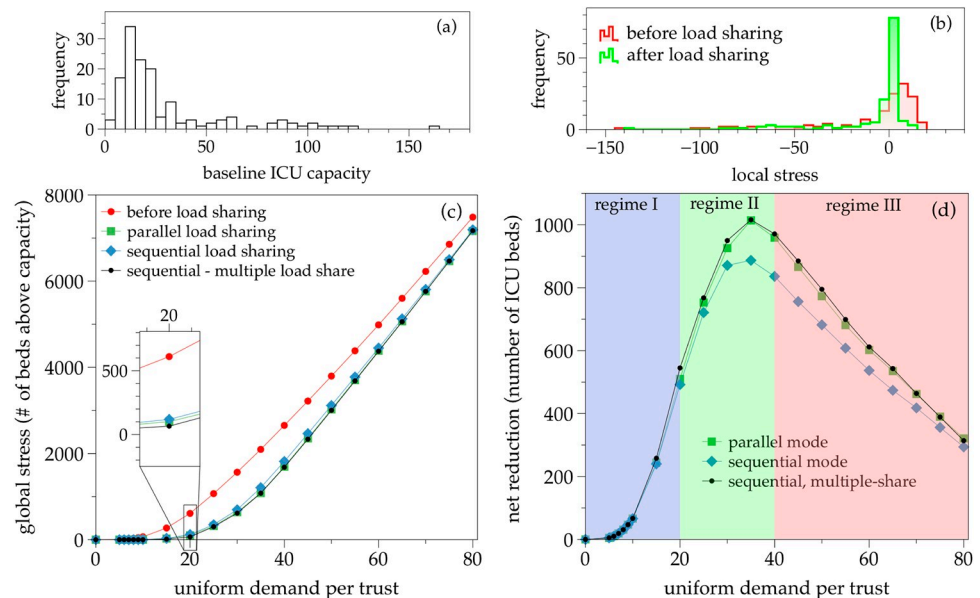 (a)
30
20
10
0
frequency
0 50 100 150
baseline ICU capacity
(b)
before load sharing
after load sharing
50
0
frequency
−150 −100 −50 0
local stress
(c)
before load sharing
parallel load sharing
sequential load sharing
sequential - multiple load share
8000
6000
4000
2000
0
global stress (# of beds above capacity)
20
500
0
0 20 40 60 80
uniform demand per trust
regime I regime II regime III
(d)
1000
800
600
400
200
0
net reduction (number of ICU beds)
parallel mode
sequential mode
sequential, multiple-share
0 20 40 60 80
uniform demand per trust